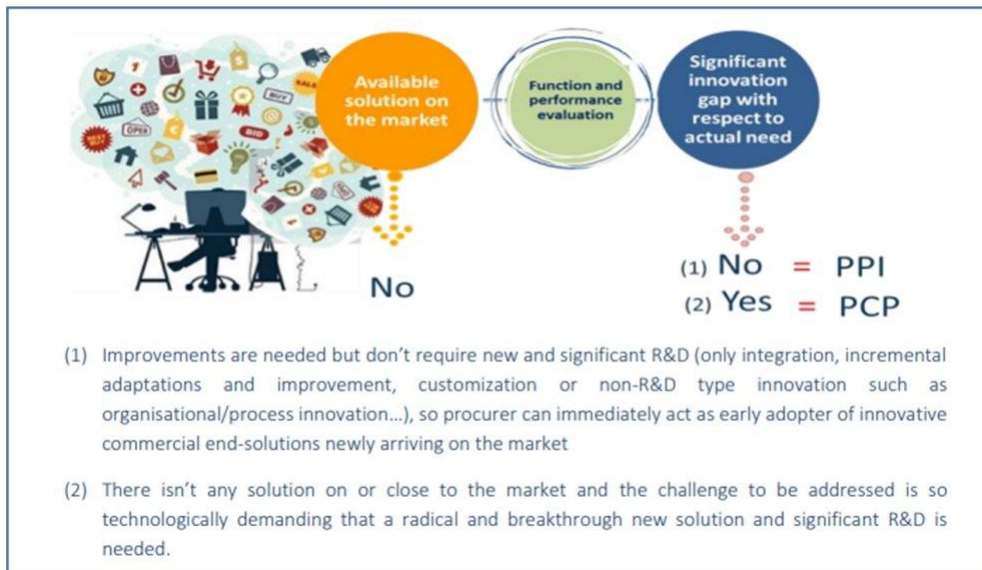 Available
solution on
the market
Function and
performance
evaluation
Significant
innovation
gap with
respect to
actual need
OPEN
BID
BUY
SALE
No
(1) No = PPI
(2) Yes = PCP
(1) Improvements are needed but don’t require new and significant R&D (only integration, incremental
adaptations and improvement, customization or non-R&D type innovation such as
organisational/process innovation…), so procurer can immediately act as early adopter of innovative
commercial end-solutions newly arriving on the market
(2) There isn’t any solution on or close to the market and the challenge to be addressed is so
technologically demanding that a radical and breakthrough new solution and significant R&D is
needed.